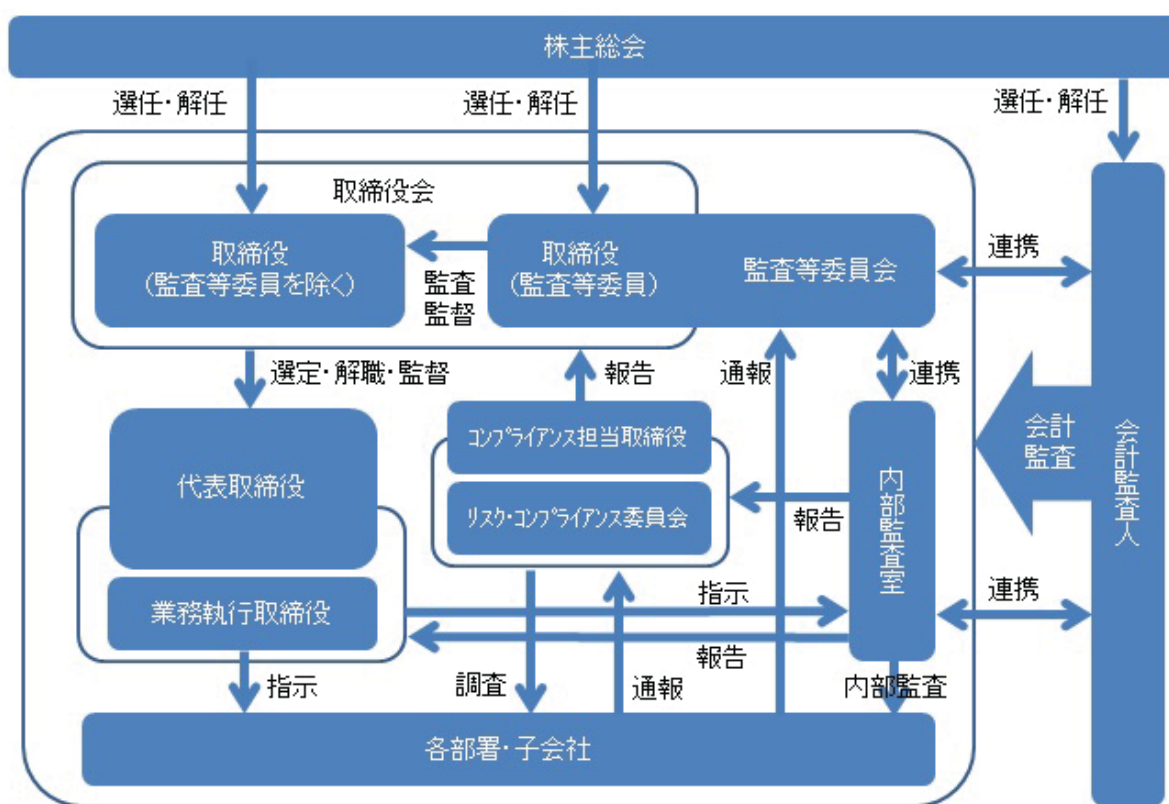 株主総会
選任・解任
選任・解任
選任・解任
取締役会
取締役
(監査等委員を除く)
監査
監督
取締役
(監査等委員)
監査等委員会
連携
選定・解職・監督
報告
通報
連携
代表取締役
コンプライアンス担当取締役
リスク・コンプライアンス委員会
報告
内部監査室
会計
監査
会計監査人
業務執行取締役
指示
報告
連携
指示
調査
通報
内部監査
各部署・子会社